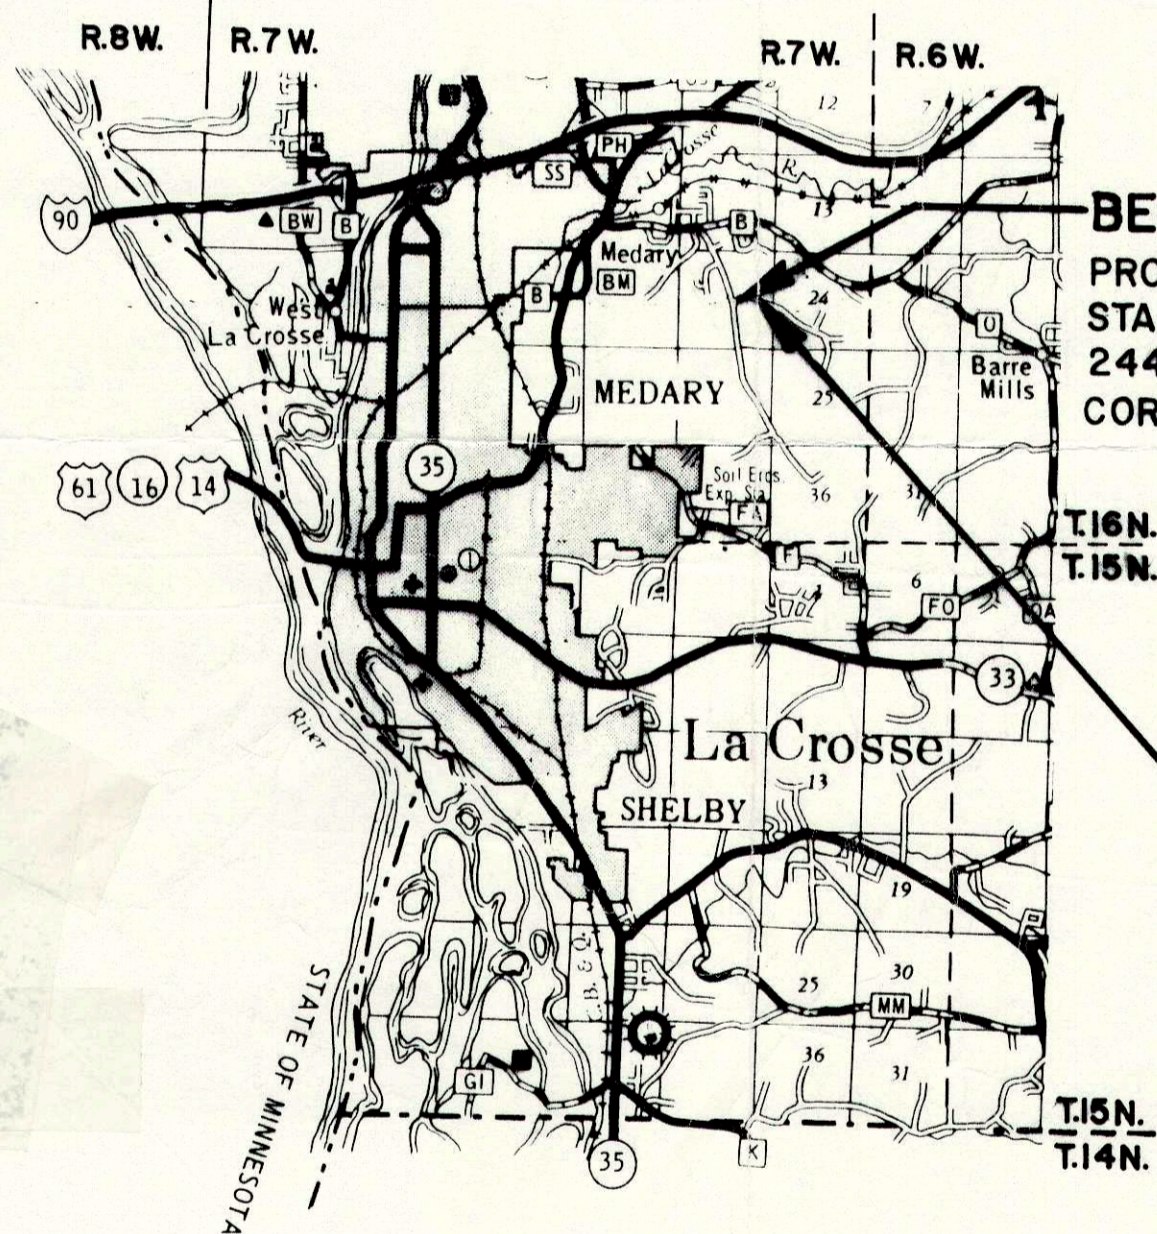 R.8W. R.7W.
R.7W. R.6W.
12
7
PH
La Crosse
R.
SS
90
BW B
13
B
BE
Medary
BM
PRO
B
24
STA
West
La Crosse
O
244
Barre
Mills
MEDARY
25
COR
35
61 16 14
Soil Eros.
Exp. Sta.
36
31
FA
T.16N.
T.15N.
F
1
6
FO
OA
33
River
La Crosse
13
SHELBY
19
C.B. & Q.
25
30
MM
STATE OF MINNESOTA
GI
36
31
T.15N.
T.14N.
K
35